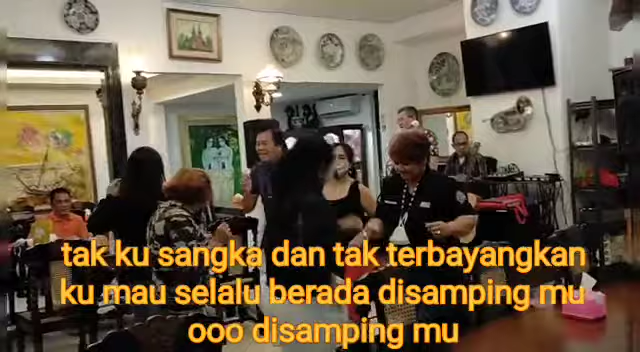 tak ku sangka dan tak terbayangkan
ku mau selalu berada disamping mu
ooo disamping mu